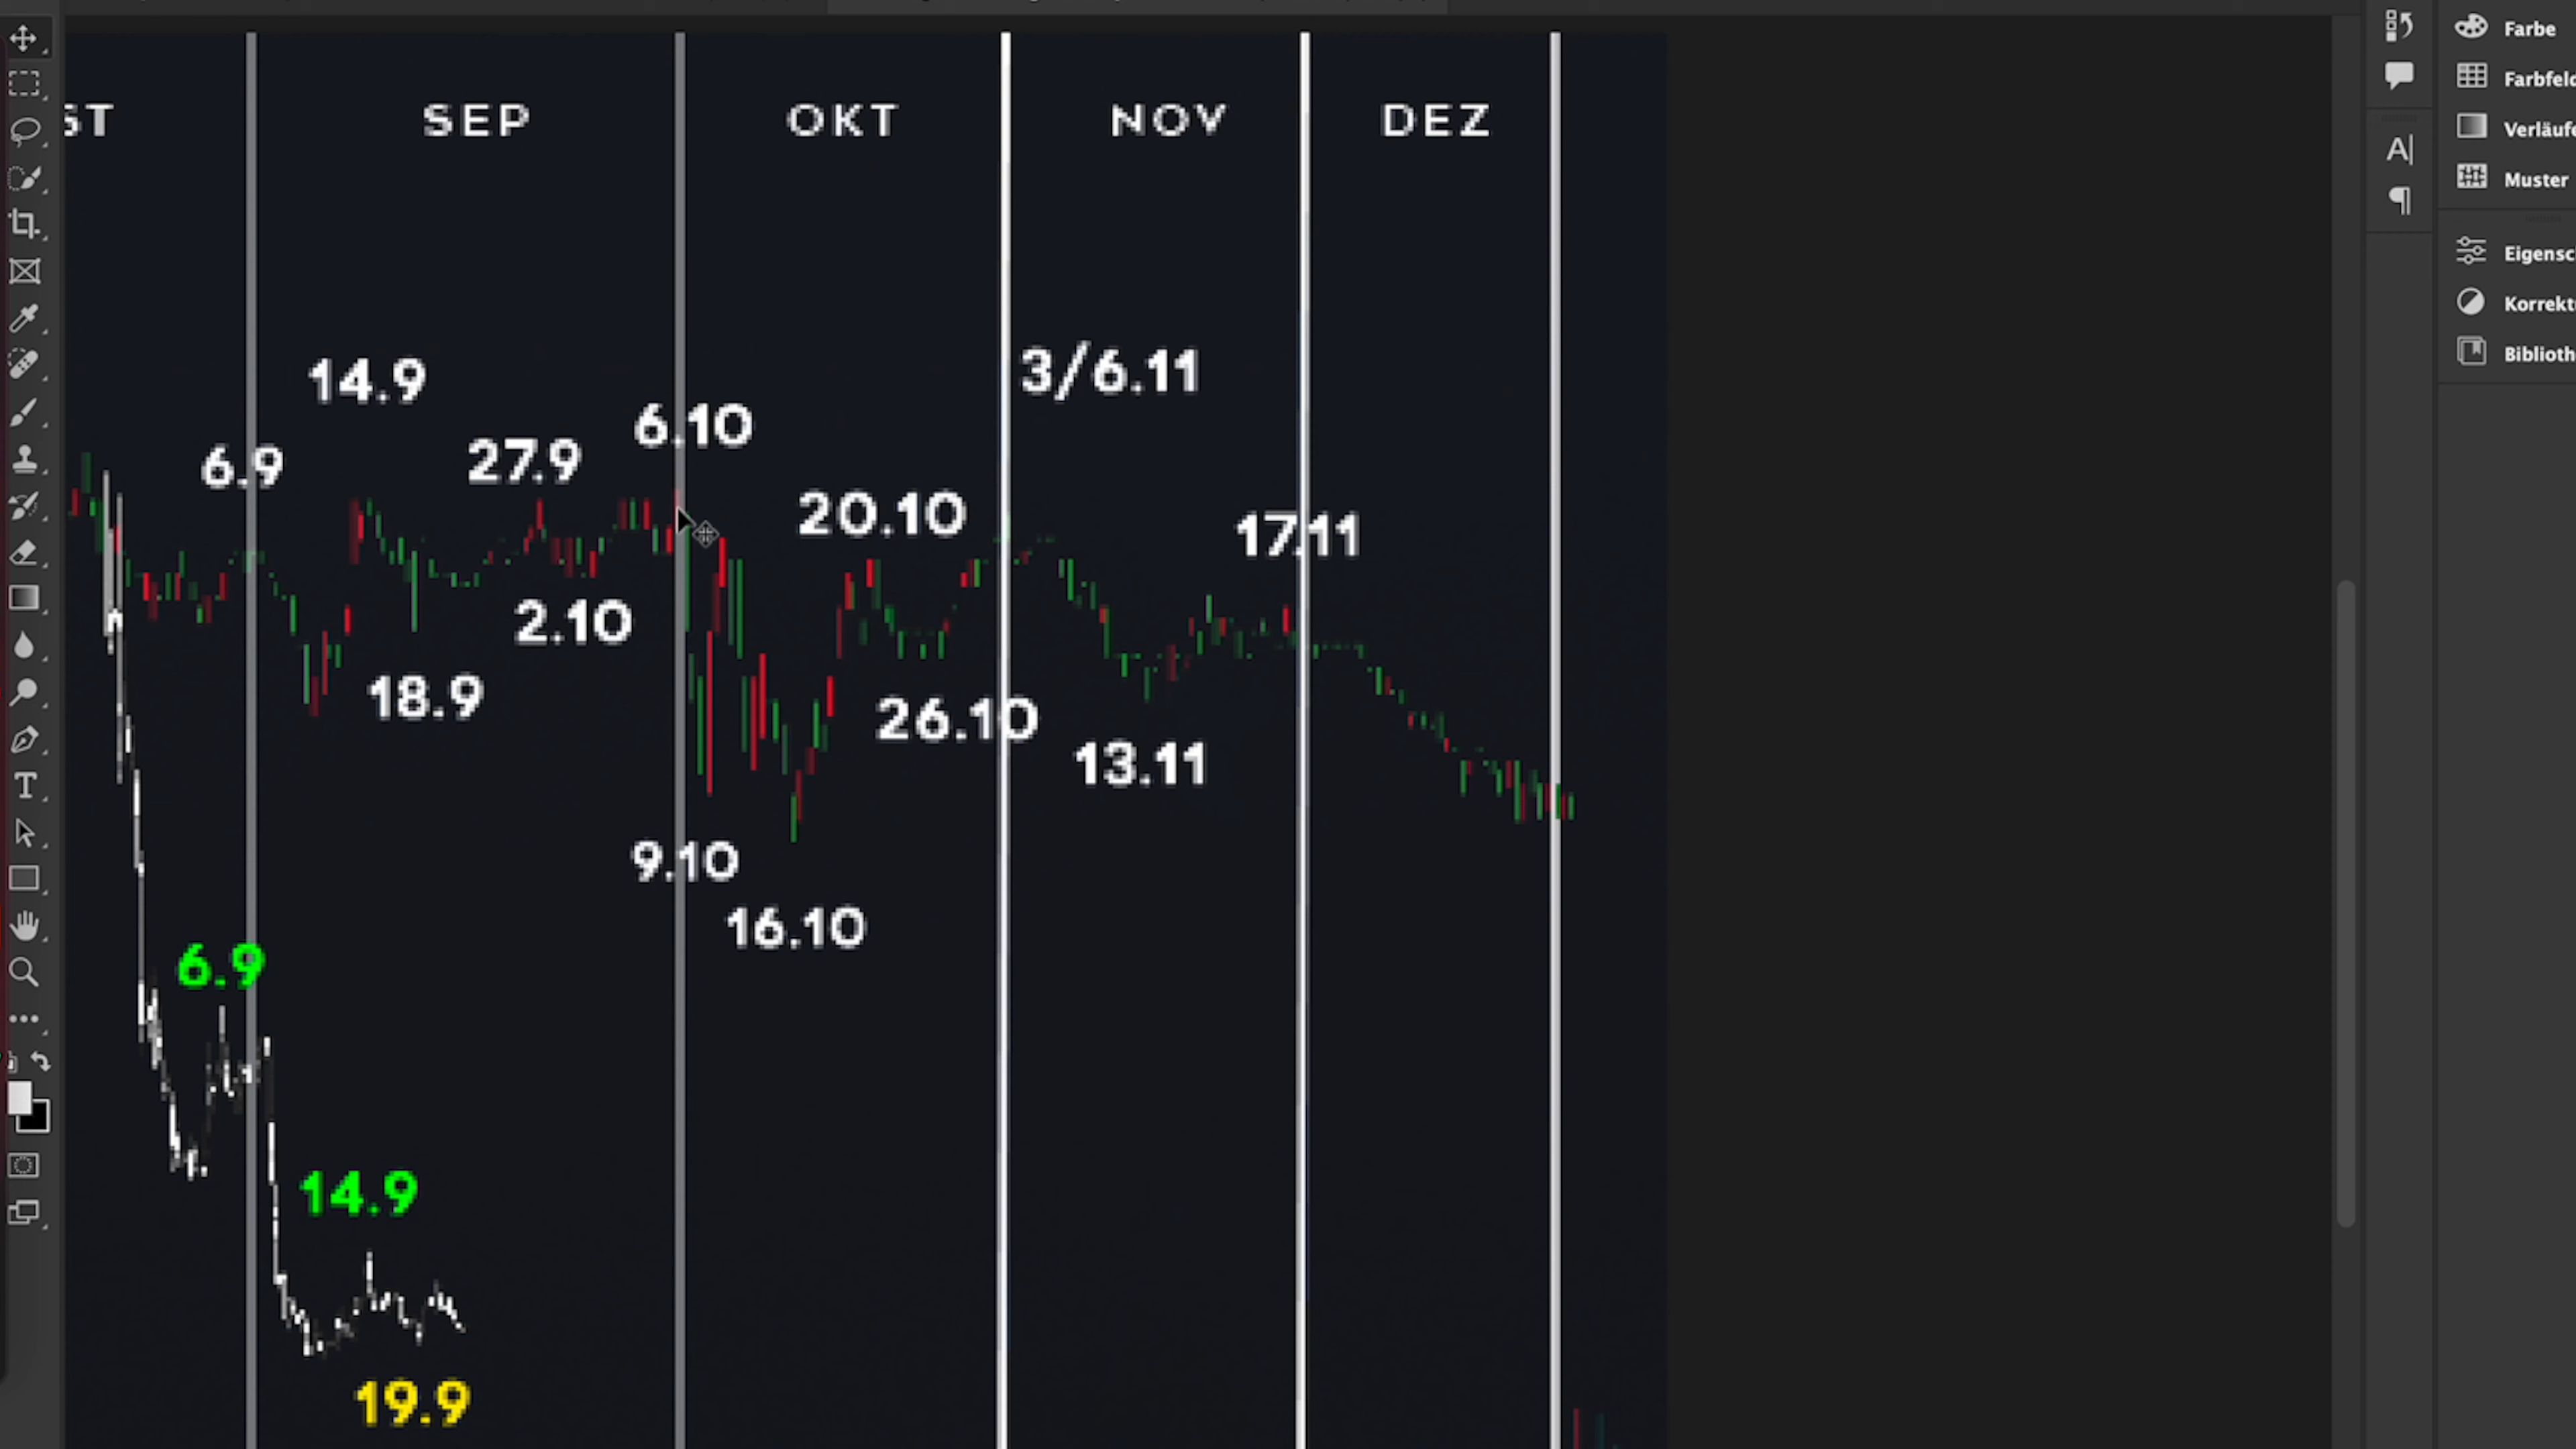 ST SEP OKT NOV DEZ
3/6.11
14.9
6.10
27.9
6.9
20.10
17.11
2.10
18.9
26.10
13.11
9.10
16.10
6.9
14.9
19.9
Farbe
Farbfeld
Verläufe
Muster
Eigensc
Korrekt
Biblioth